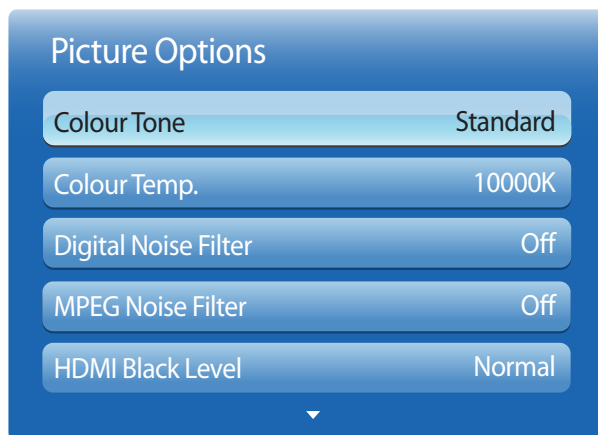 Picture Options
Colour Tone Standard
Colour Temp. 10000K
Digital Noise Filter Off
MPEG Noise Filter Off
HDMI Black Level Normal